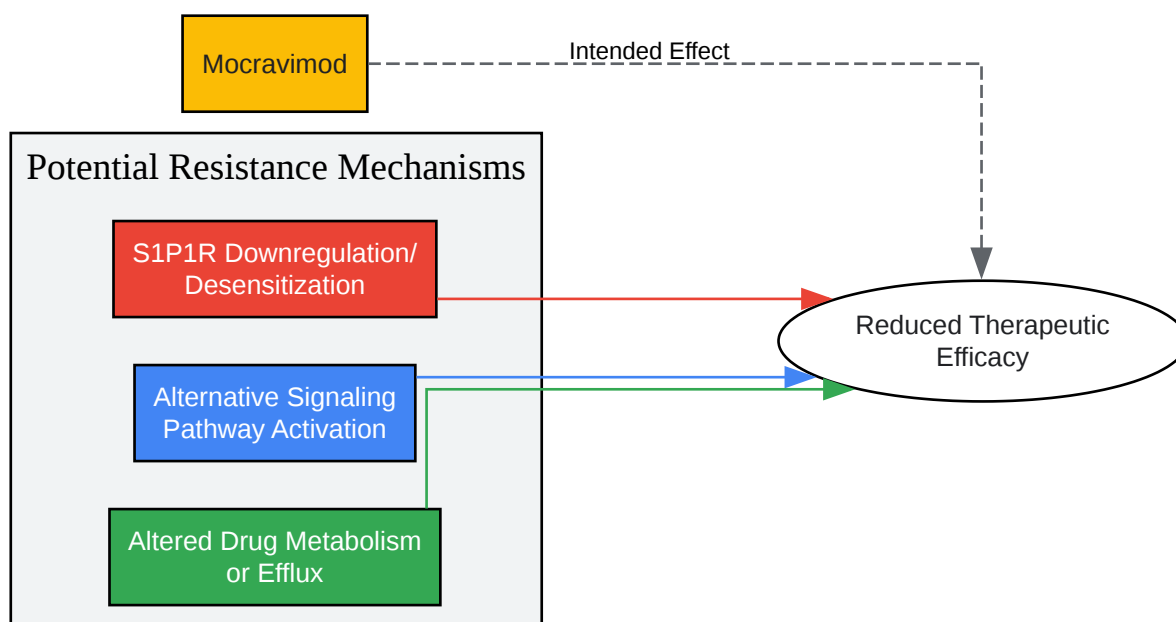 Mocravimod
Intended Effect
Potential Resistance Mechanisms
S1P1R Downregulation/
Desensitization
Alternative Signaling
Pathway Activation
Altered Drug Metabolism
or Efflux
Reduced Therapeutic
Efficacy